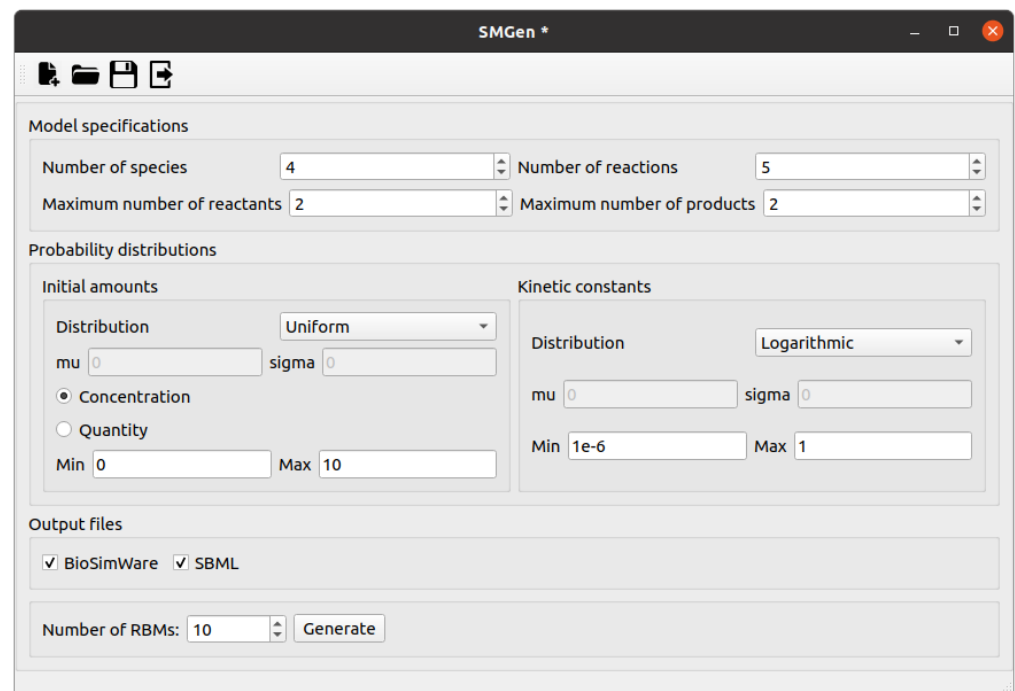 SMGen *
Model specifications
Number of species 4 Number of reactions 5
Maximum number of reactants 2 Maximum number of products 2
Probability distributions
Initial amounts Kinetic constants
Distribution Uniform
Distribution Logarithmic
mu 0 sigma 0
mu 0 sigma 0
Concentration
Quantity
Min 1e-6 Max 1
Min 0 Max 10
Output files
BioSimWare SBML
Number of RBMs: 10 Generate